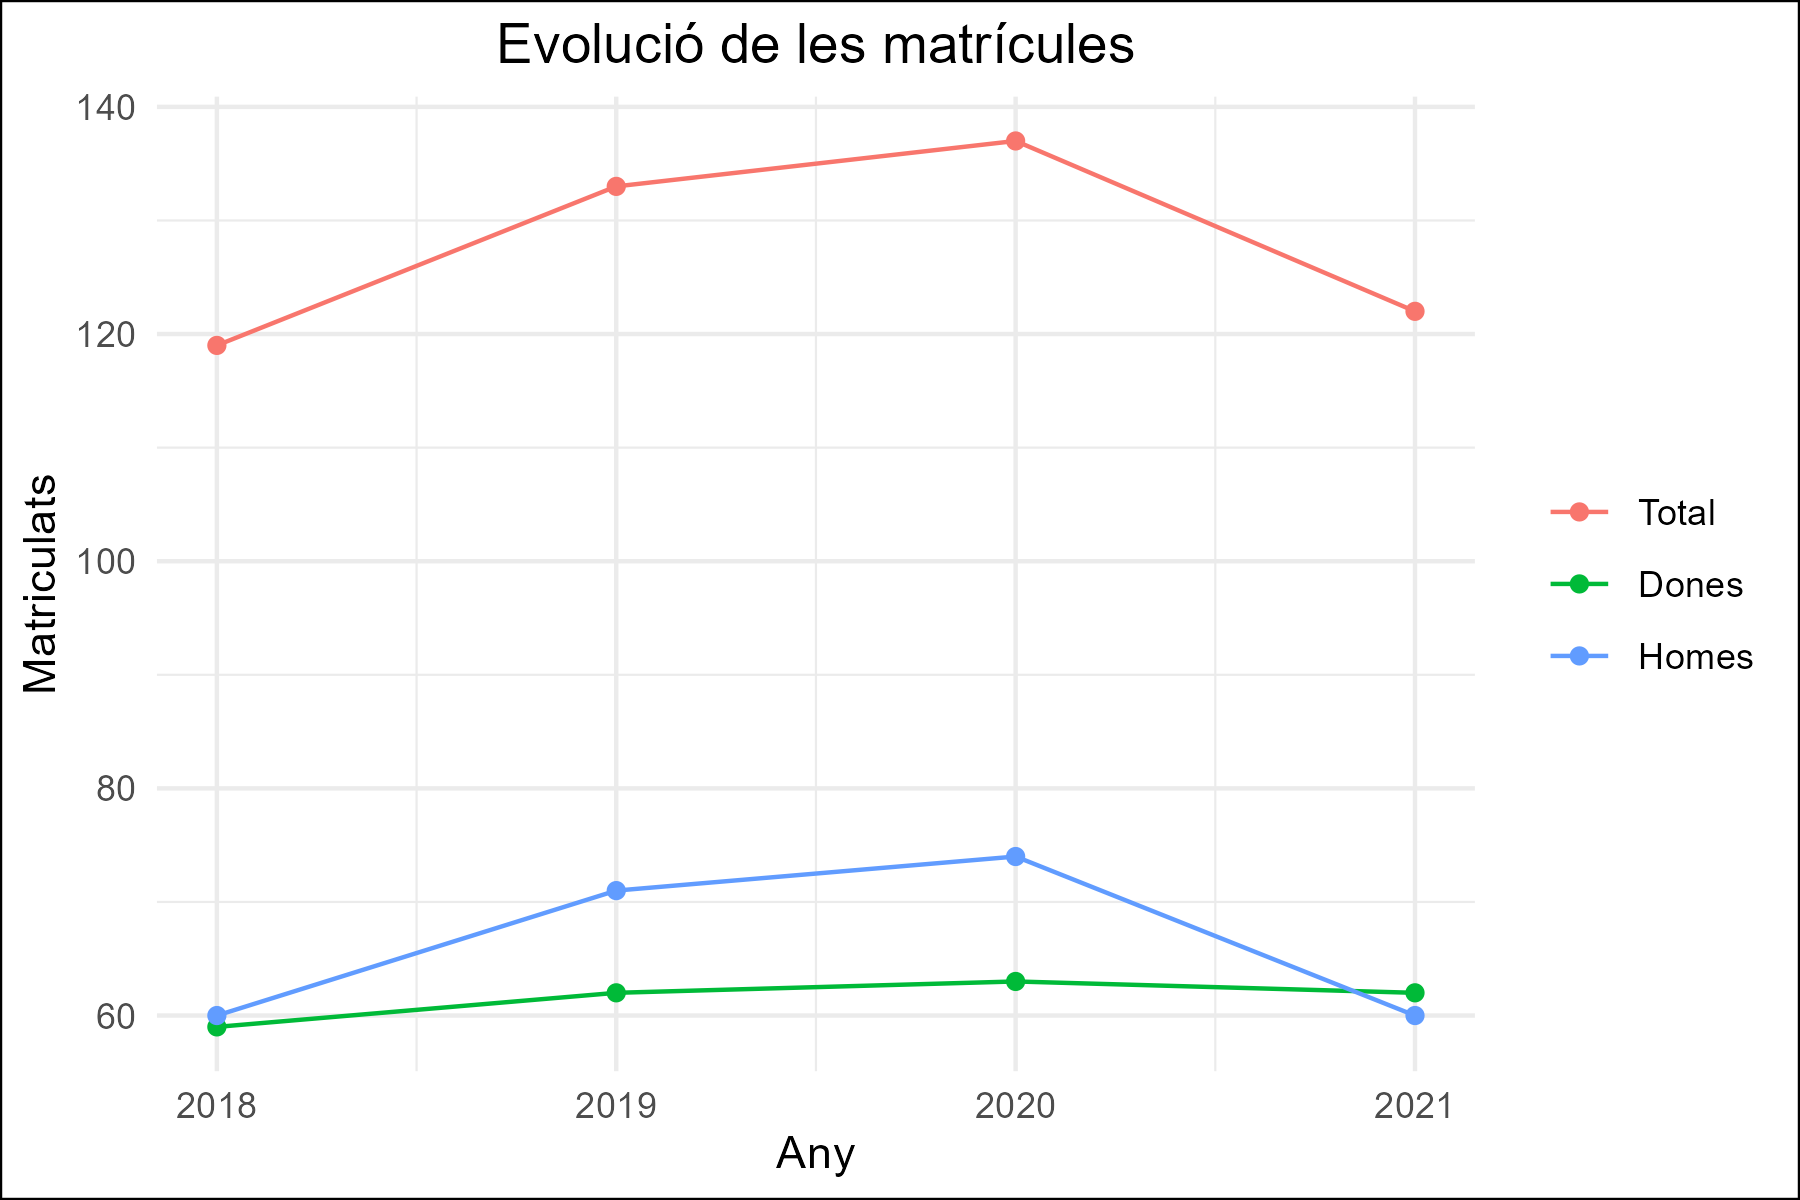 Evolució de les matrícules
140
120
100
80
60
Matriculats
2018
2019
2020
2021
Any
Total
Dones
Homes